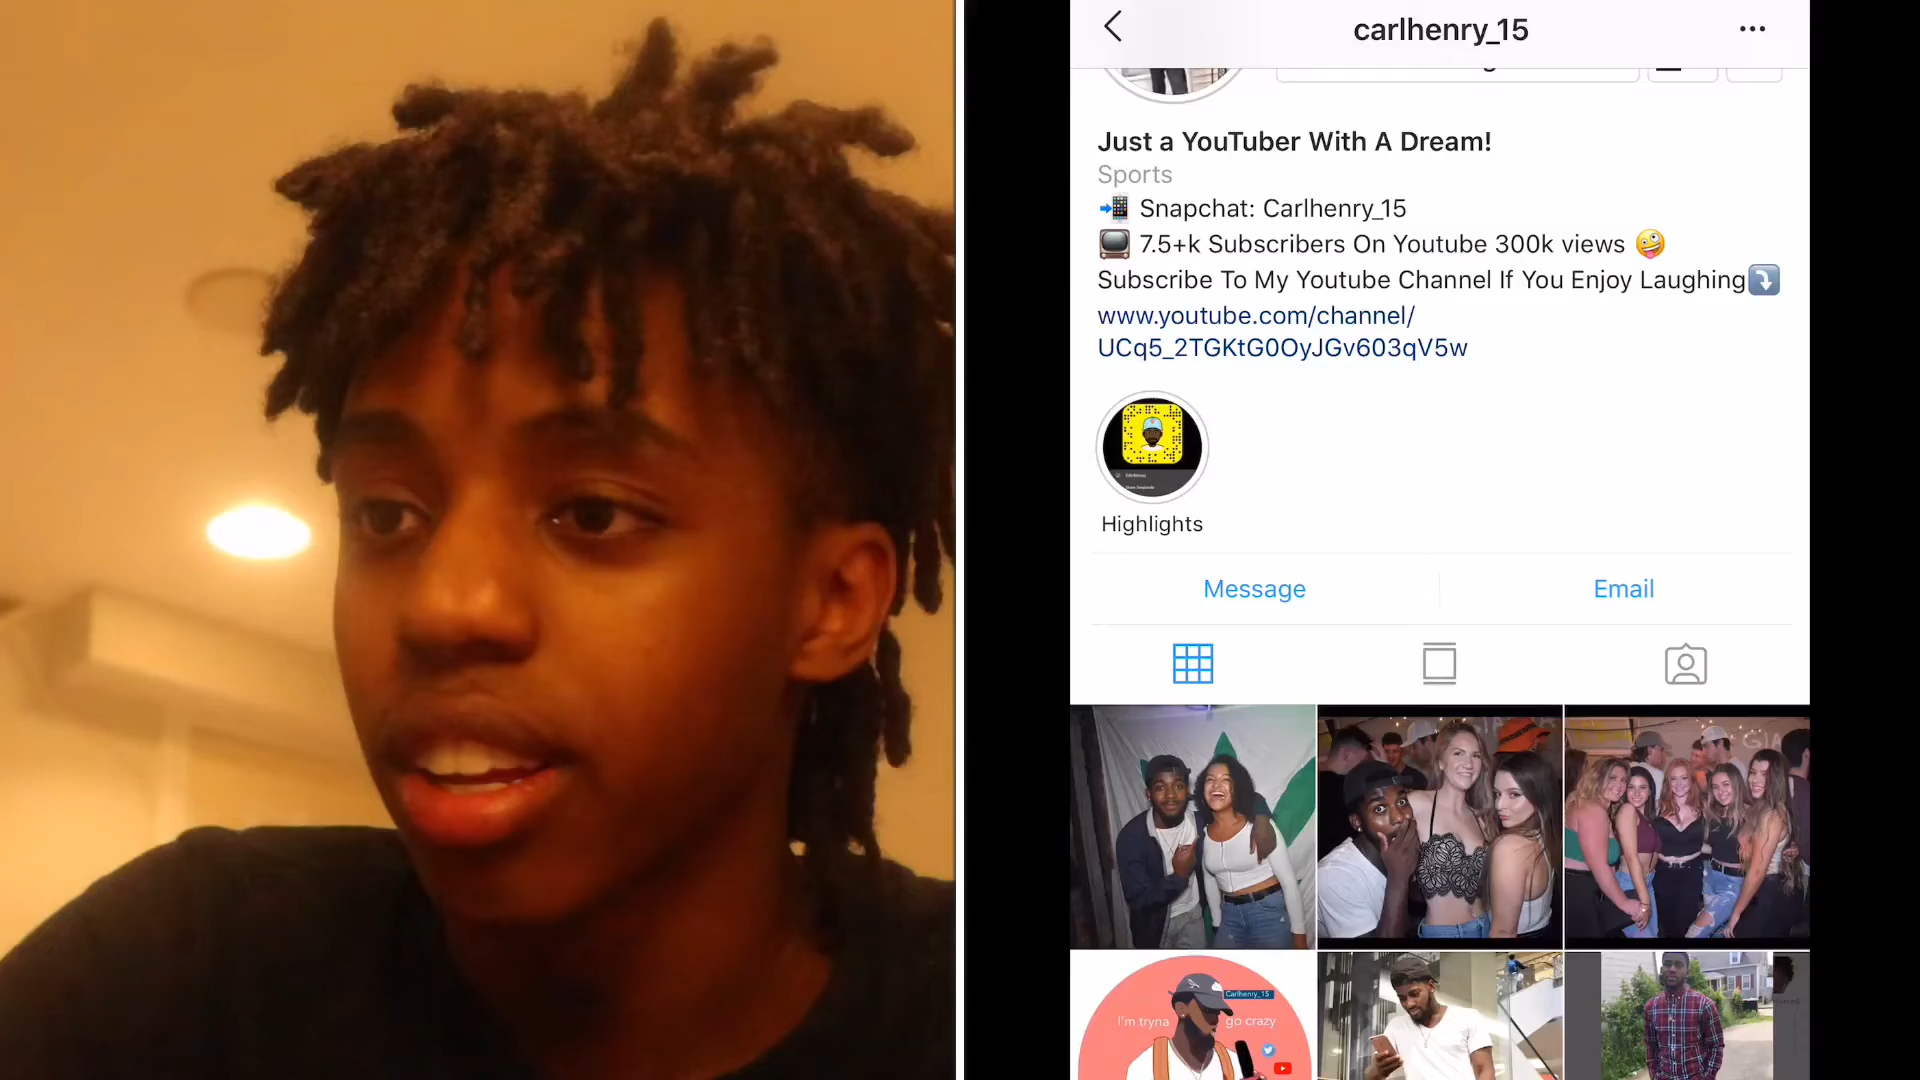 carlhenry_15
Just a YouTuber With A Dream!
Sports
Snapchat: Carlhenry_15
7.5+k Subscribers On Youtube 300k views
Subscribe To My Youtube Channel If You Enjoy Laughing
www.youtube.com/channel/
UCq5_2TGKtG0OyJGv603qV5w
Highlights
Message
Email
Carlhenry_15
I'm tryna
go crazy